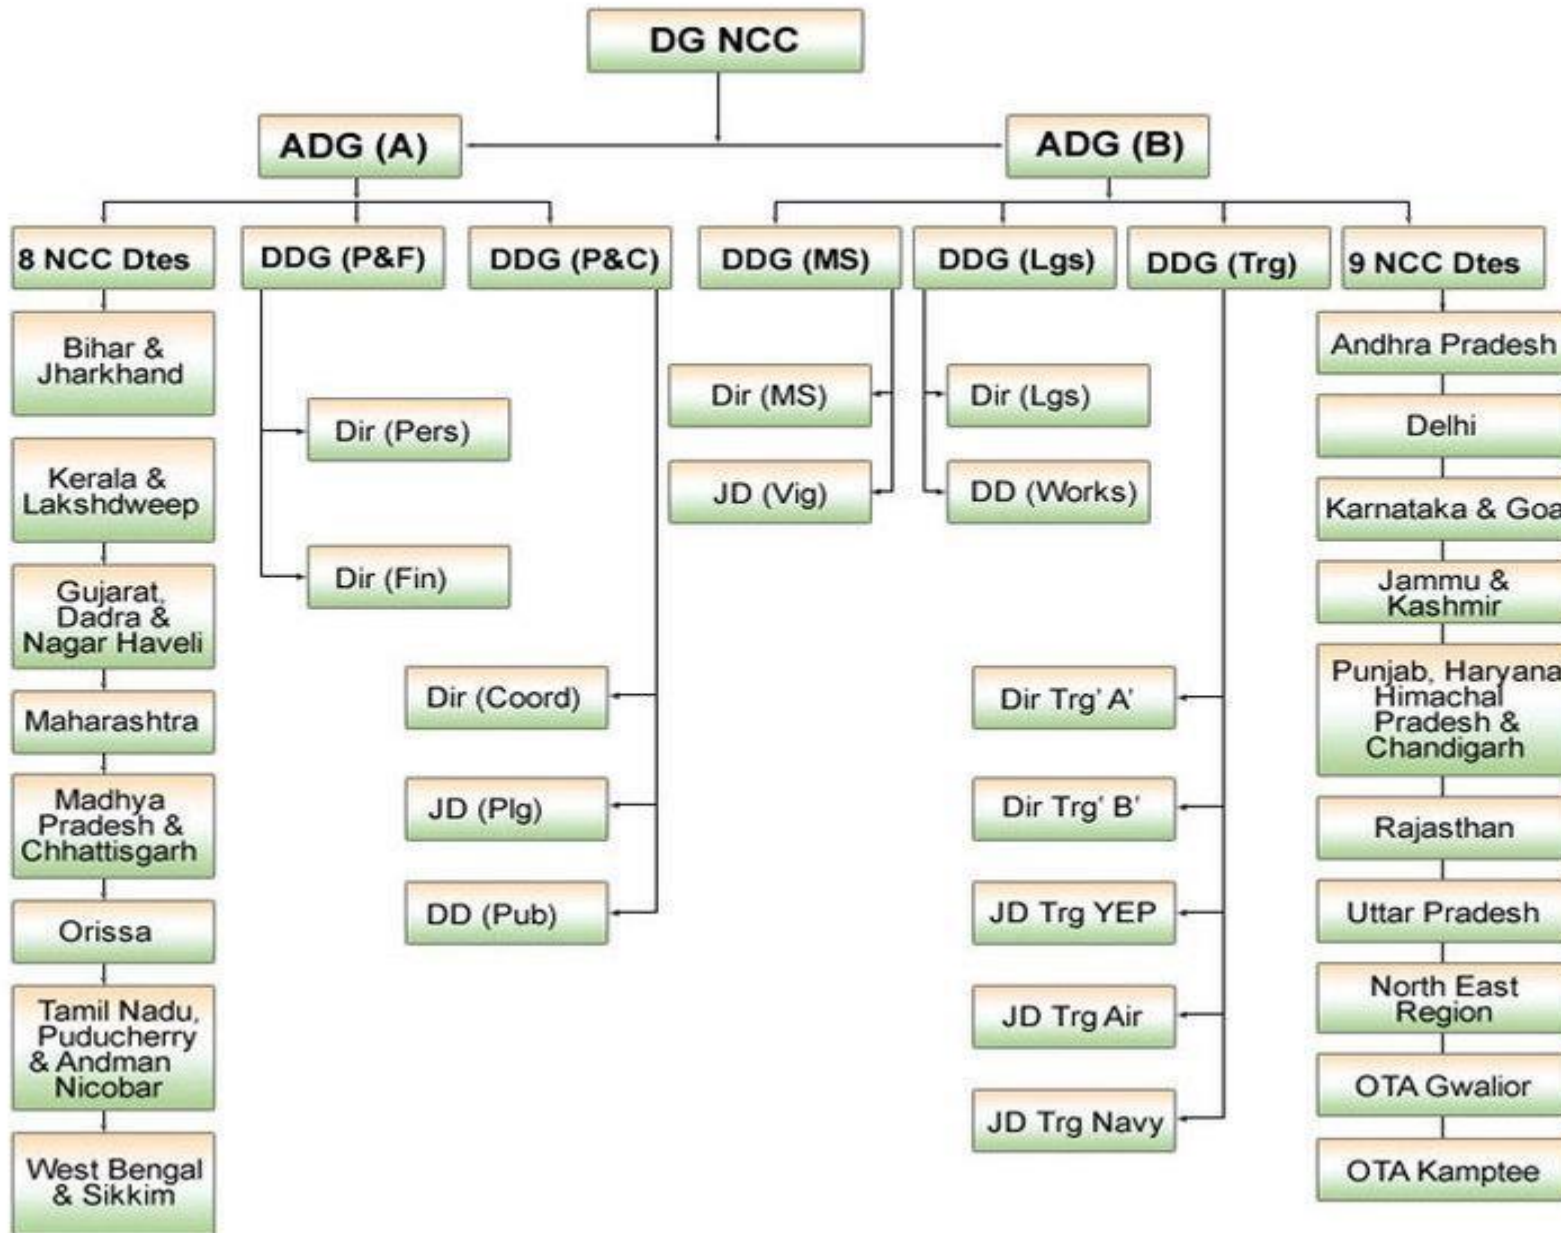 DG NCC
ADG (A)
ADG (B)
8 NCC Dtes
DDG (P&F)
DDG (P&C)
DDG (MS)
DDG (Lgs)
DDG (Trg)
9 NCC Dtes
Bihar &
Jharkhand
Kerala &
Lakshdweep
Gujarat,
Dadra &
Nagar Haveli
Maharashtra
Madhya
Pradesh &
Chhattisgarh
Orissa
Tamil Nadu,
Puducherry
& Andman
Nicobar
West Bengal
& Sikkim
Dir (Pers)
Dir (Fin)
Dir (Coord)
JD (Plg)
DD (Pub)
Dir (MS)
JD (Vig)
Dir (Lgs)
DD (Works)
Dir Trg' A'
Dir Trg' B'
JD Trg YEP
JD Trg Air
JD Trg Navy
Andhra Pradesh
Delhi
Karnataka & Goa
Jammu &
Kashmir
Punjab, Haryana
Himachal
Pradesh &
Chandigarh
Rajasthan
Uttar Pradesh
North East
Region
OTA Gwalior
OTA Kamptee